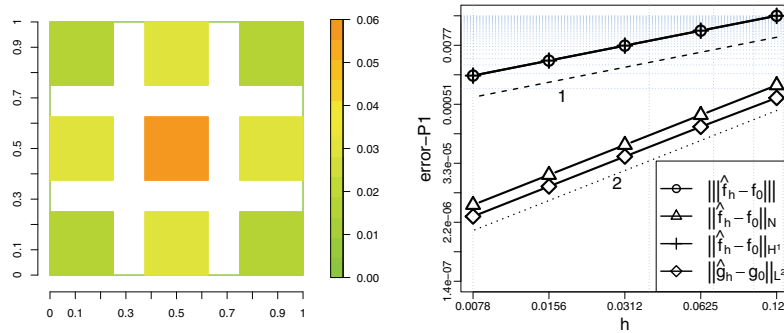 1
0.9
0.7
0.5
0.3
0.1
0
0 0.1 0.3 0.5 0.7 0.9 1
0.06
0.05
0.04
0.03
0.02
0.01
0.00
error−P1
0.0077
0.00051
3.3e−05
2.2e−06
1.4e−07
1
2
|||f̂h − f0|||
||f̂h − f0||N
||f̂h − f0||H¹
||ĝh − g0||L²
0.0078 0.0156 0.0312 0.0625 0.12
h